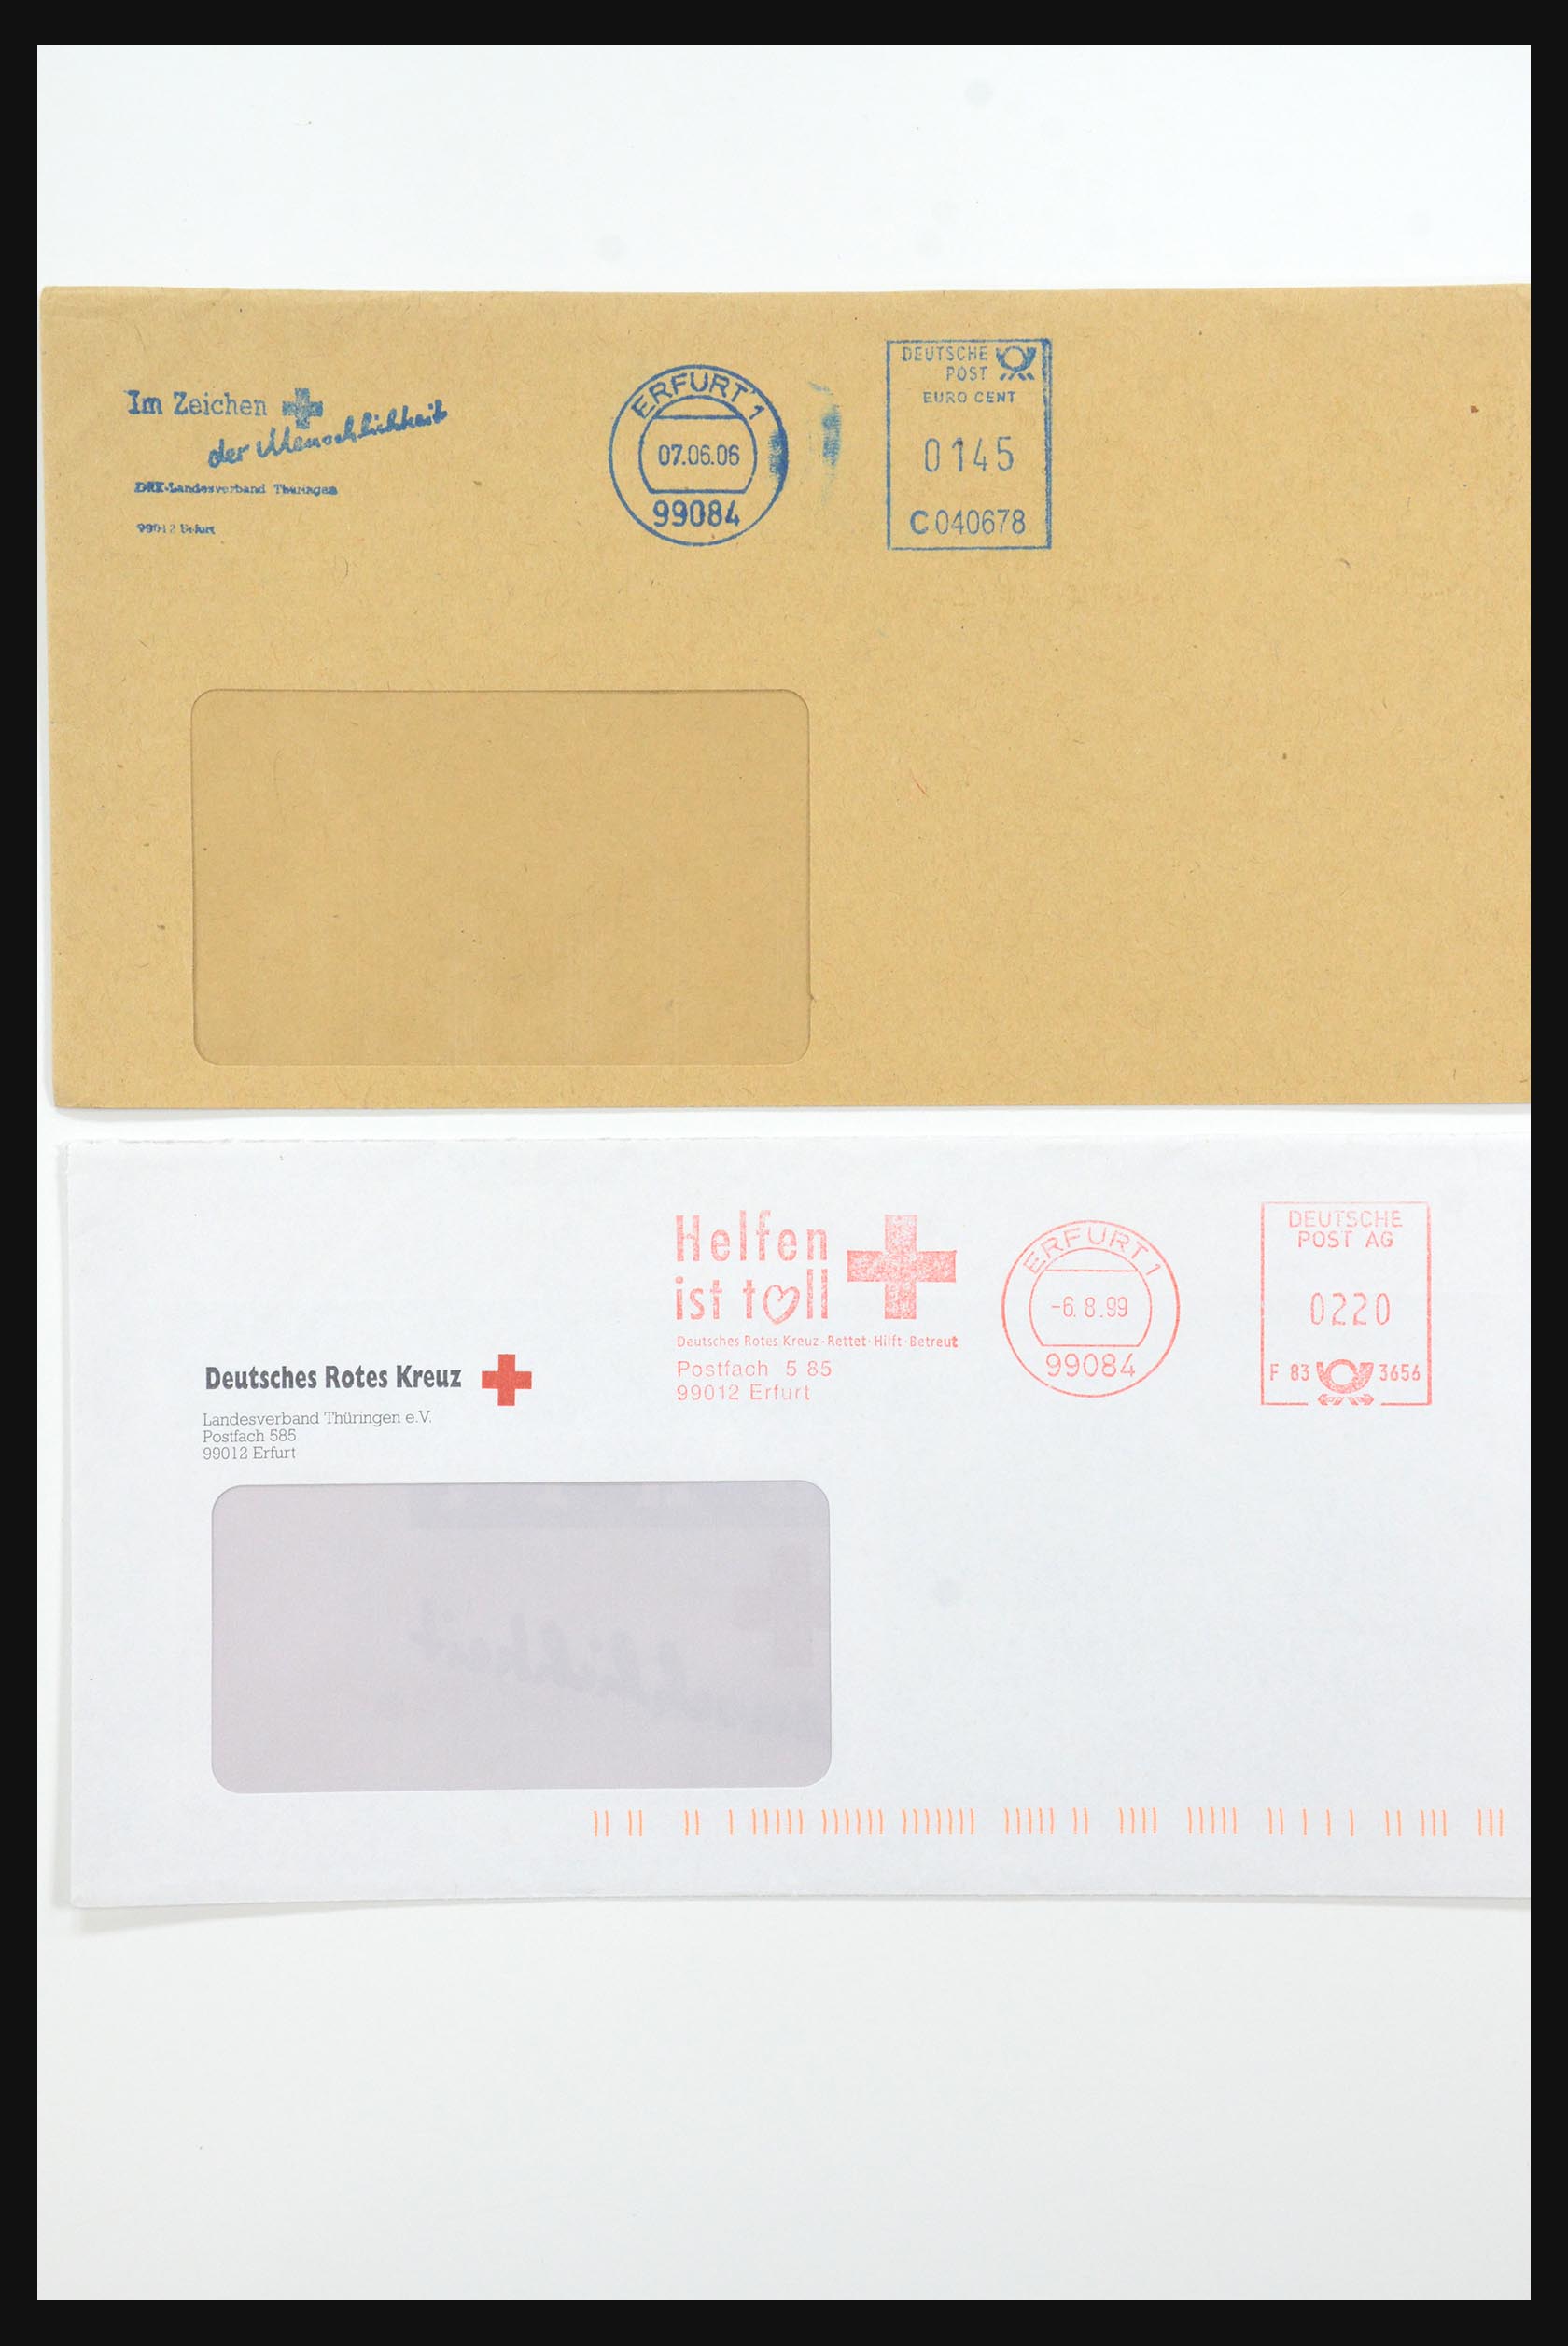 Im Zeichen
der Menschlichkeit
DRK-Landesverband Thüringen
99012 Erfurt
ERFURT 1
07.06.06
99084
DEUTSCHE
POST
EURO CENT
0145
C040678
Helfen
ist toll
Deutsches Rotes Kreuz-Rettet·Hilft·Betreut
Postfach 5 85
99012 Erfurt
ERFURT 1
-6. 8.99
99084
DEUTSCHE
POST AG
0220
F 83 3656
Deutsches Rotes Kreuz
Landesverband Thüringen e.V.
Postfach 585
99012 Erfurt